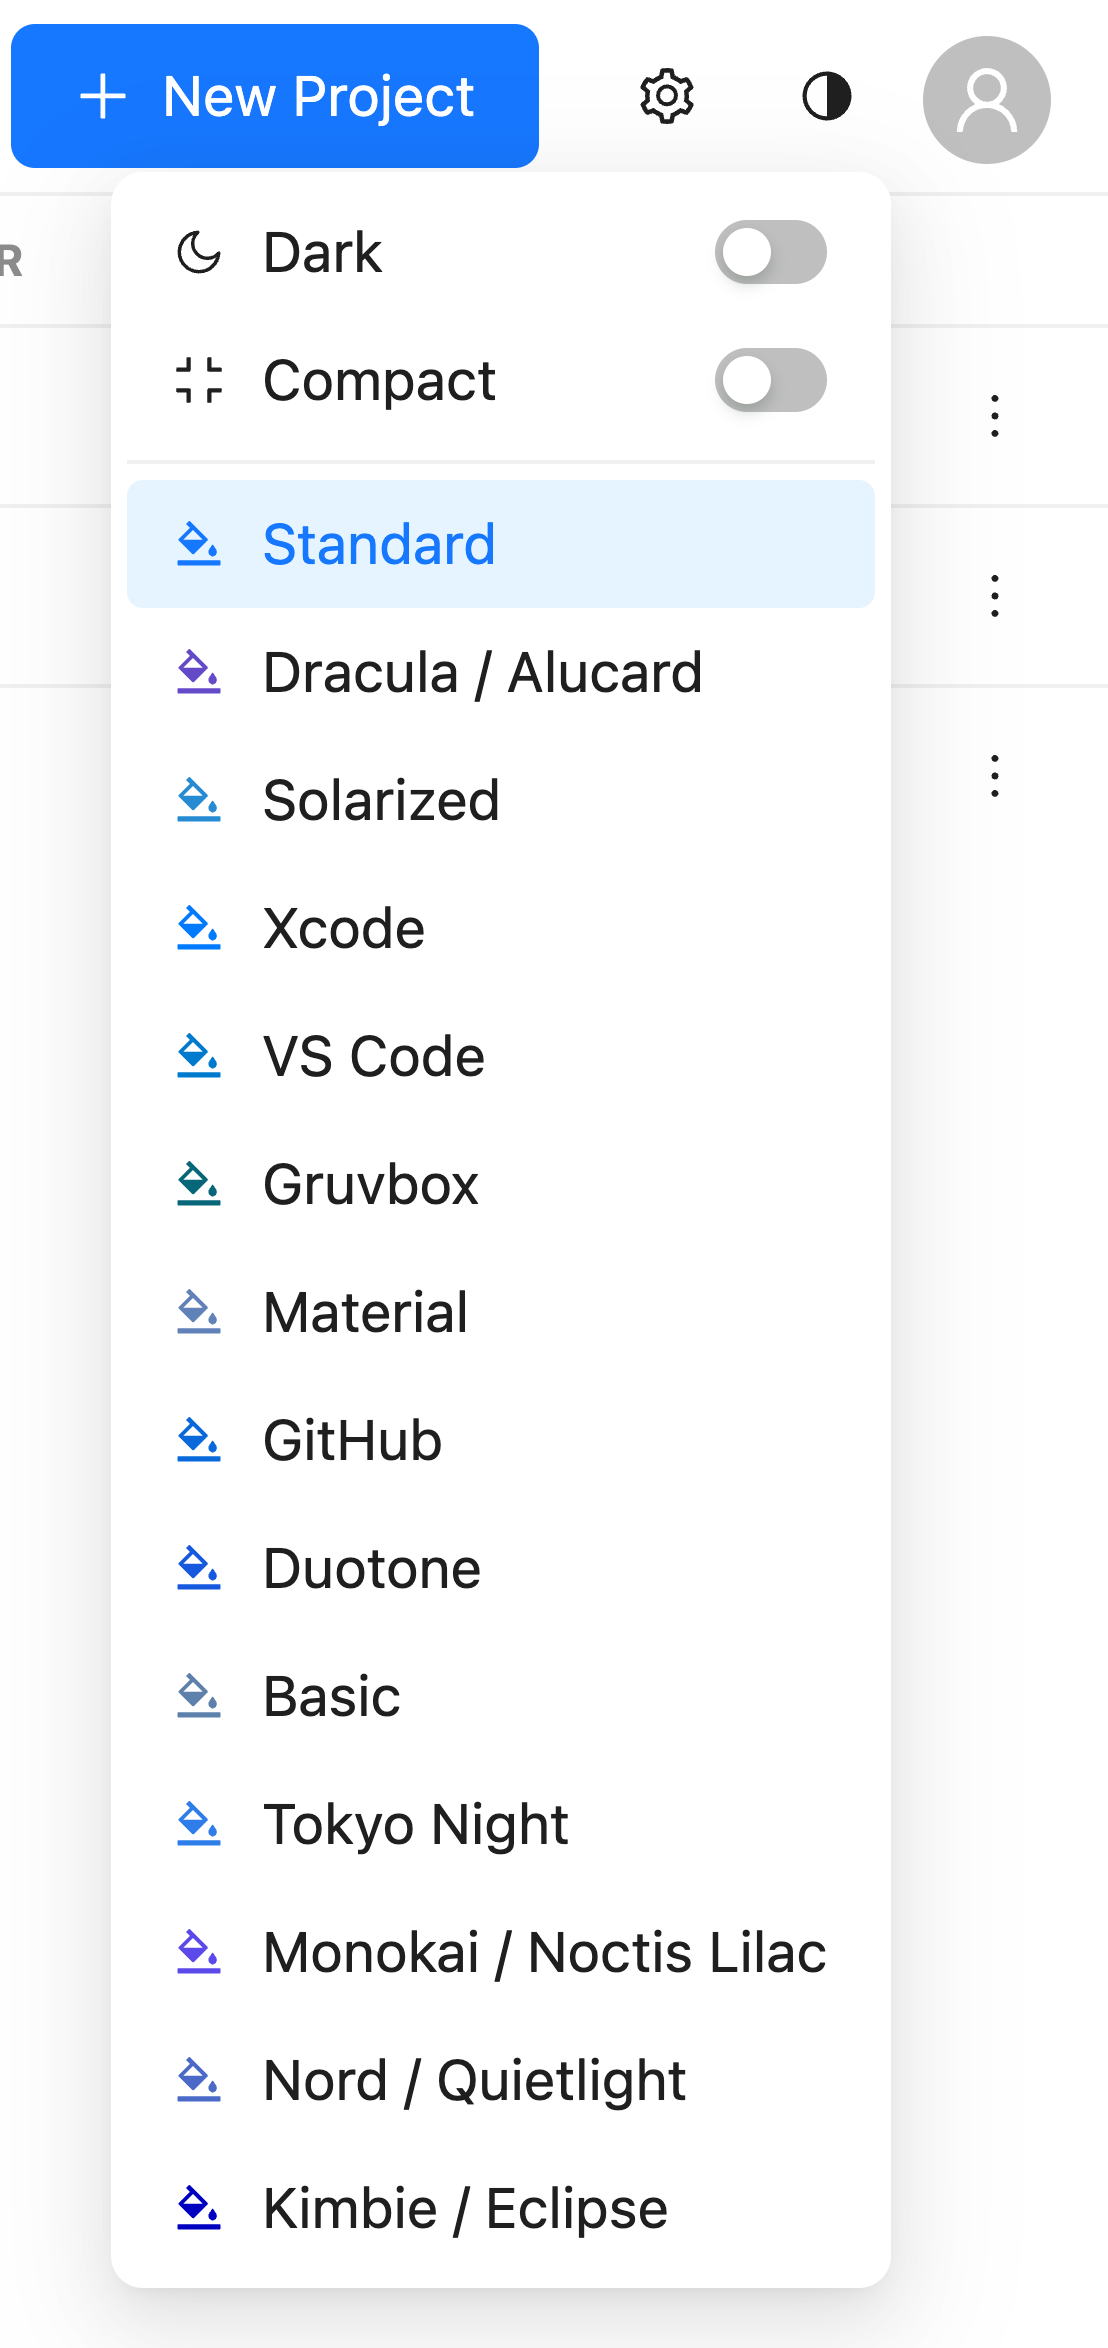 New Project
R
Dark
Compact
Standard
Dracula / Alucard
Solarized
Xcode
VS Code
Gruvbox
Material
GitHub
Duotone
Basic
Tokyo Night
Monokai / Noctis Lilac
Nord / Quietlight
Kimbie / Eclipse